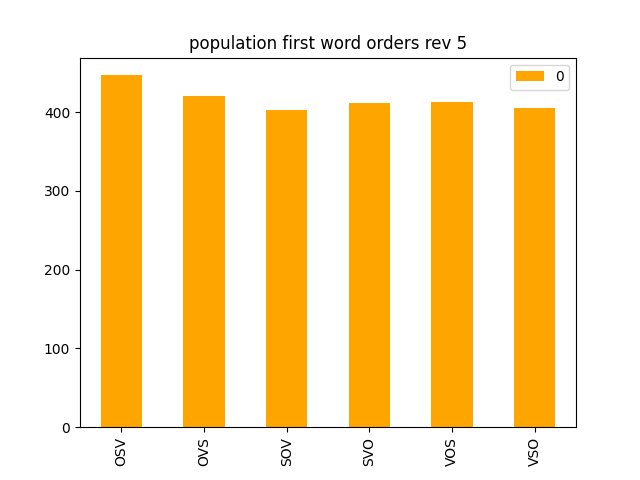 population first word orders rev 5
0
400
300
200
100
0
OSV
OVS
SOV
SVO
VOS
VSO